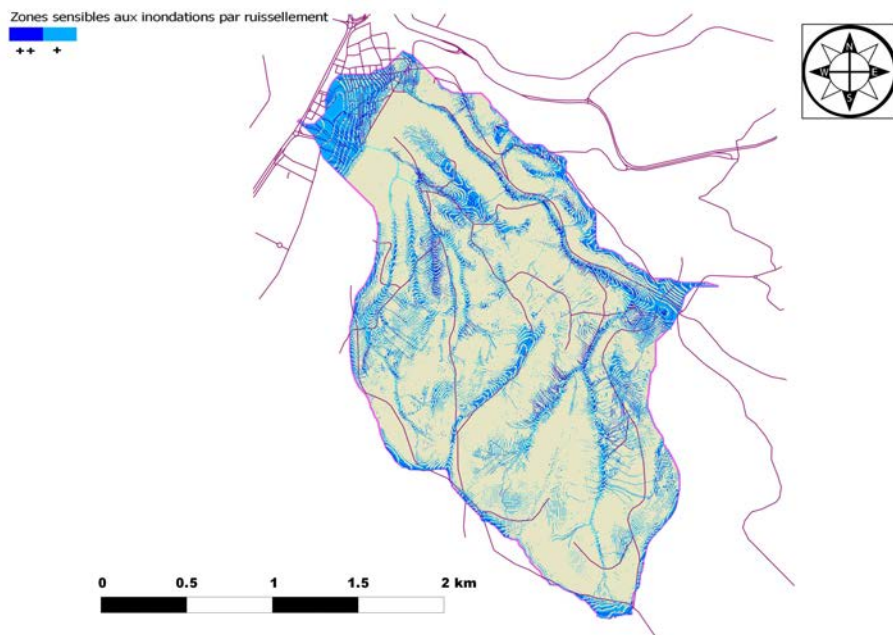 Zones sensibles aux inondations par ruissellement
++ +
N
W E
S
0 0.5 1 1.5 2 km